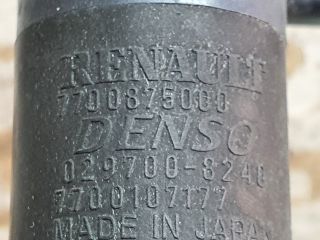 RENAULT
7700875000
DENSO
029700-8240
7700107177
MADE IN JAPAN